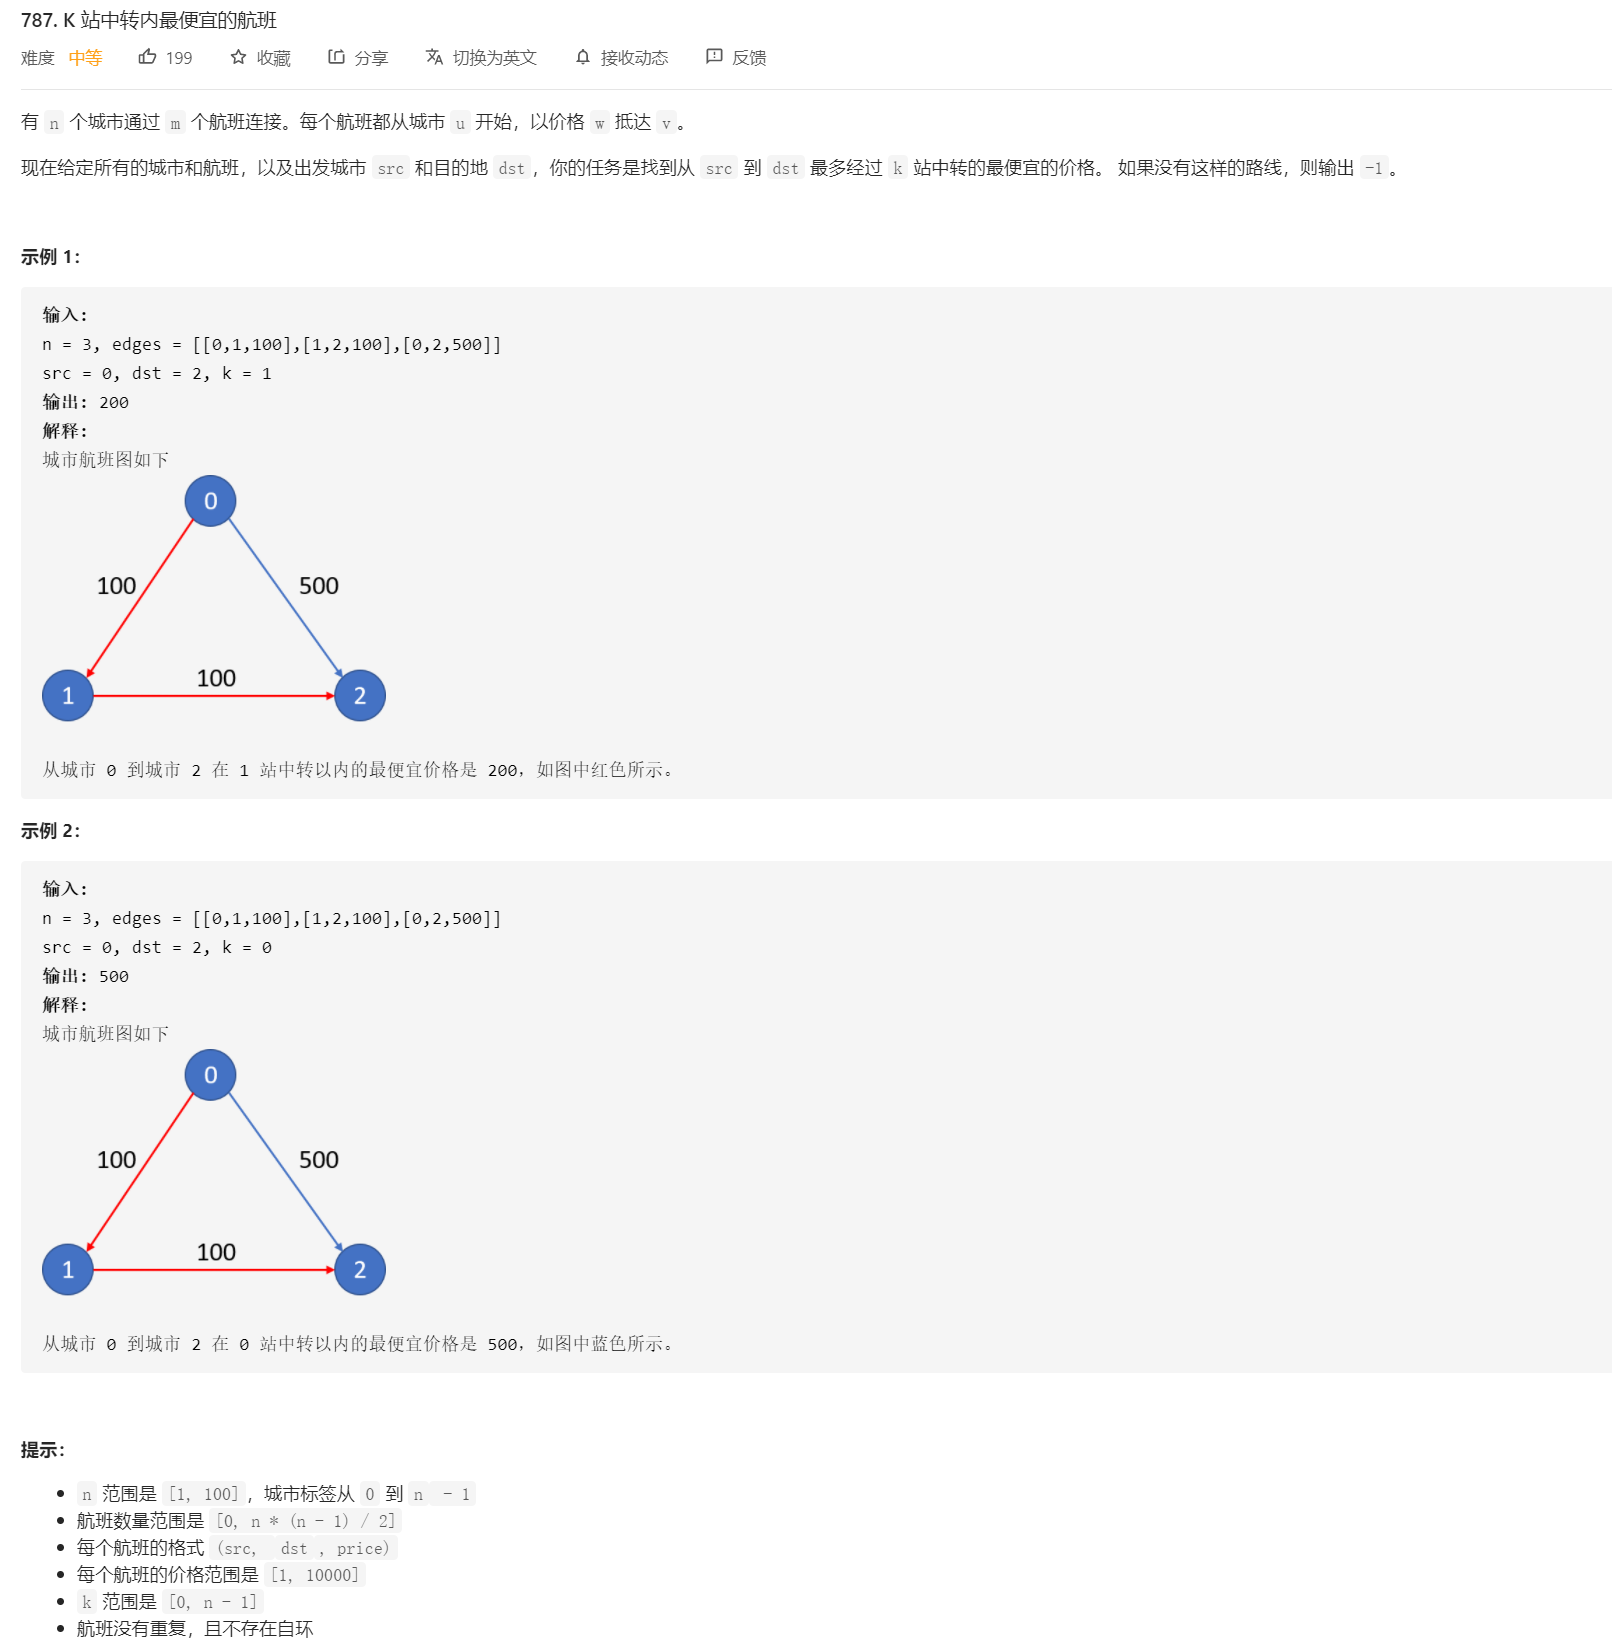 787. K 站中转内最便宜的航班
难度 中等 199 收藏 分享 切换为英文 接收动态 反馈
有 n 个城市通过 m 个航班连接。每个航班都从城市 u 开始，以价格 w 抵达 v 。
现在给定所有的城市和航班，以及出发城市 src 和目的地 dst ，你的任务是找到从 src 到 dst 最多经过 k 站中转的最便宜的价格。 如果没有这样的路线，则输出 -1 。
示例 1：
输入:
n = 3, edges = [[0,1,100],[1,2,100],[0,2,500]]
src = 0, dst = 2, k = 1
输出: 200
解释:
城市航班图如下
0
100 500
100
1 2
从城市 0 到城市 2 在 1 站中转以内的最便宜价格是 200，如图中红色所示。
示例 2：
输入:
n = 3, edges = [[0,1,100],[1,2,100],[0,2,500]]
src = 0, dst = 2, k = 0
输出: 500
解释:
城市航班图如下
0
100 500
100
1 2
从城市 0 到城市 2 在 0 站中转以内的最便宜价格是 500，如图中蓝色所示。
提示：
• n 范围是 [1, 100]，城市标签从 0 到 n - 1
• 航班数量范围是 [0, n * (n - 1) / 2]
• 每个航班的格式 (src, dst , price)
• 每个航班的价格范围是 [1, 10000]
• k 范围是 [0, n - 1]
• 航班没有重复，且不存在自环